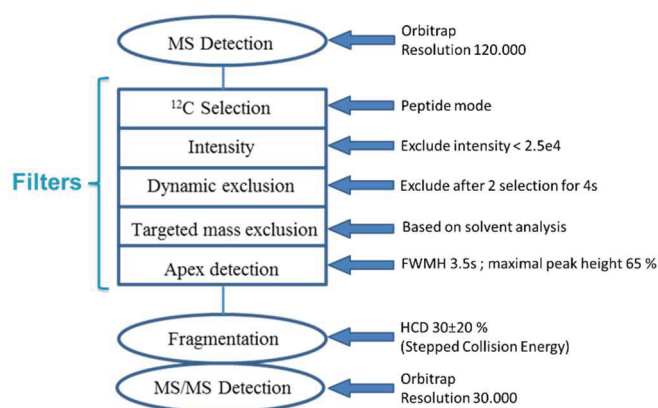 MS Detection
Orbitrap
Resolution 120.000
Filters
¹²C Selection
Peptide mode
Intensity
Exclude intensity < 2.5e4
Dynamic exclusion
Exclude after 2 selection for 4s
Targeted mass exclusion
Based on solvent analysis
Apex detection
FWMH 3.5s ; maximal peak height 65 %
Fragmentation
HCD 30±20 %
(Stepped Collision Energy)
MS/MS Detection
Orbitrap
Resolution 30.000